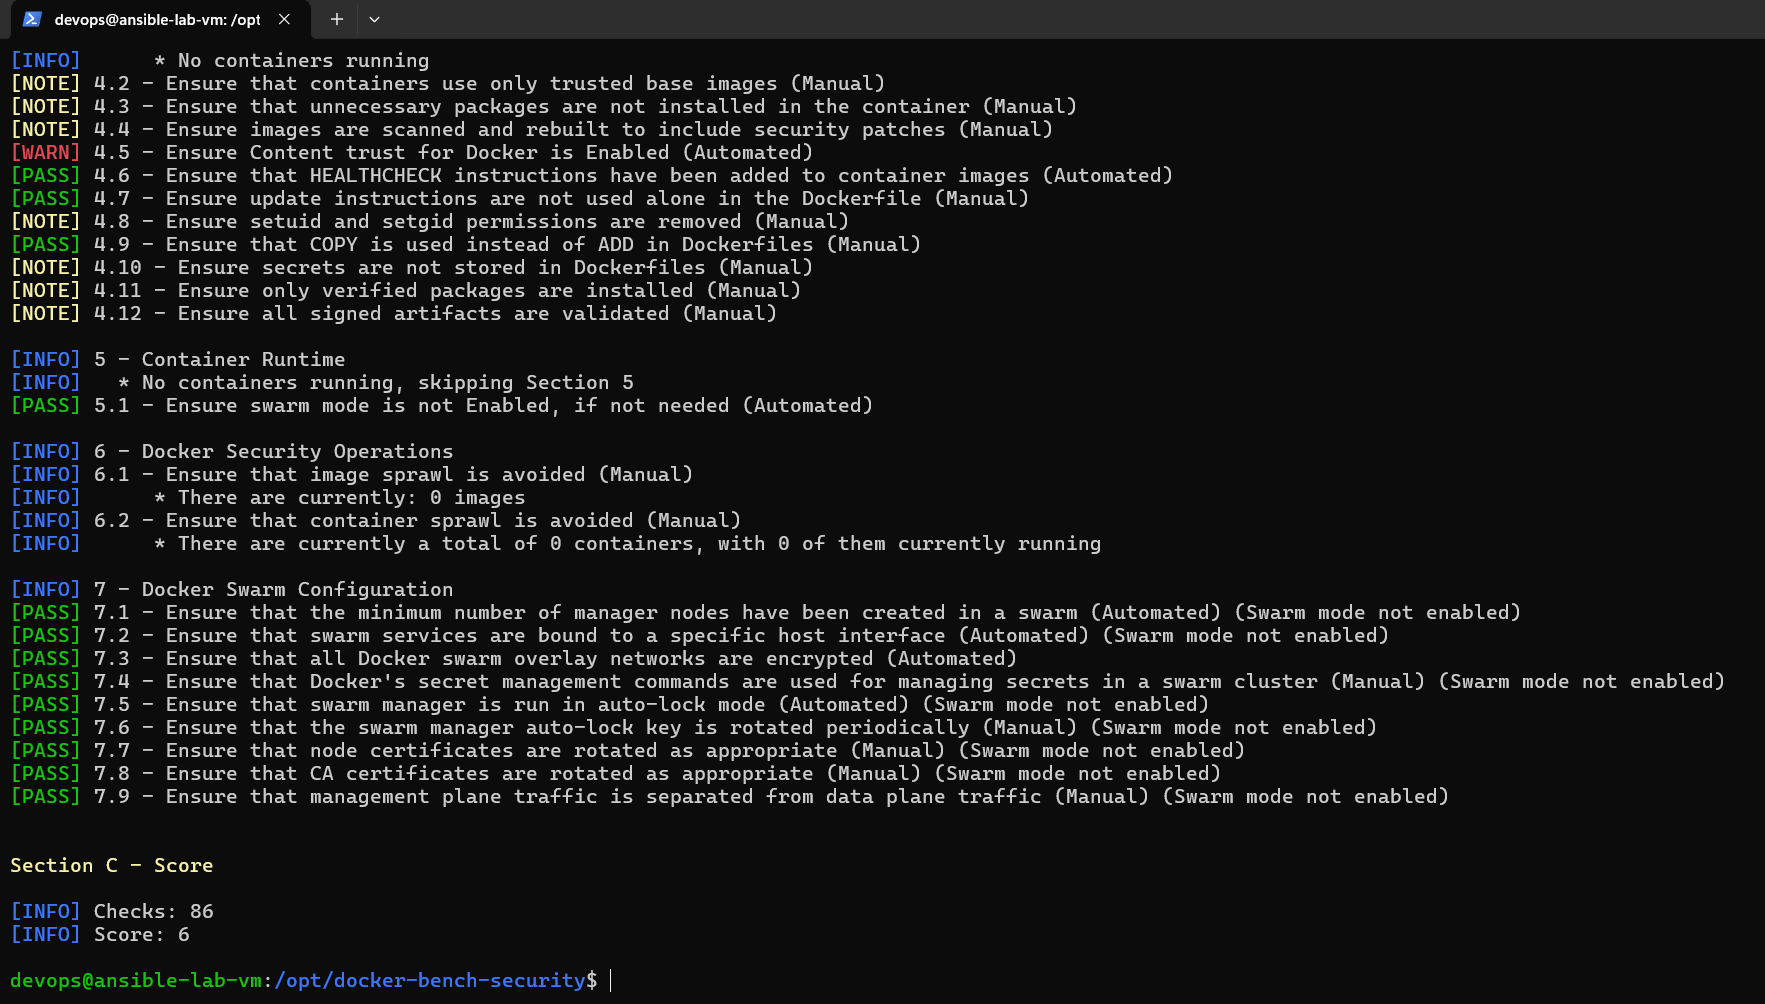 devops@ansible-lab-vm: /opt
[INFO]      * No containers running
[NOTE] 4.2 - Ensure that containers use only trusted base images (Manual)
[NOTE] 4.3 - Ensure that unnecessary packages are not installed in the container (Manual)
[NOTE] 4.4 - Ensure images are scanned and rebuilt to include security patches (Manual)
[WARN] 4.5 - Ensure Content trust for Docker is Enabled (Automated)
[PASS] 4.6 - Ensure that HEALTHCHECK instructions have been added to container images (Automated)
[PASS] 4.7 - Ensure update instructions are not used alone in the Dockerfile (Manual)
[NOTE] 4.8 - Ensure setuid and setgid permissions are removed (Manual)
[PASS] 4.9 - Ensure that COPY is used instead of ADD in Dockerfiles (Manual)
[NOTE] 4.10 - Ensure secrets are not stored in Dockerfiles (Manual)
[NOTE] 4.11 - Ensure only verified packages are installed (Manual)
[NOTE] 4.12 - Ensure all signed artifacts are validated (Manual)

[INFO] 5 - Container Runtime
[INFO]   * No containers running, skipping Section 5
[PASS] 5.1 - Ensure swarm mode is not Enabled, if not needed (Automated)

[INFO] 6 - Docker Security Operations
[INFO] 6.1 - Ensure that image sprawl is avoided (Manual)
[INFO]      * There are currently: 0 images
[INFO] 6.2 - Ensure that container sprawl is avoided (Manual)
[INFO]      * There are currently a total of 0 containers, with 0 of them currently running

[INFO] 7 - Docker Swarm Configuration
[PASS] 7.1 - Ensure that the minimum number of manager nodes have been created in a swarm (Automated) (Swarm mode not enabled)
[PASS] 7.2 - Ensure that swarm services are bound to a specific host interface (Automated) (Swarm mode not enabled)
[PASS] 7.3 - Ensure that all Docker swarm overlay networks are encrypted (Automated)
[PASS] 7.4 - Ensure that Docker's secret management commands are used for managing secrets in a swarm cluster (Manual) (Swarm mode not enabled)
[PASS] 7.5 - Ensure that swarm manager is run in auto-lock mode (Automated) (Swarm mode not enabled)
[PASS] 7.6 - Ensure that the swarm manager auto-lock key is rotated periodically (Manual) (Swarm mode not enabled)
[PASS] 7.7 - Ensure that node certificates are rotated as appropriate (Manual) (Swarm mode not enabled)
[PASS] 7.8 - Ensure that CA certificates are rotated as appropriate (Manual) (Swarm mode not enabled)
[PASS] 7.9 - Ensure that management plane traffic is separated from data plane traffic (Manual) (Swarm mode not enabled)

Section C - Score

[INFO] Checks: 86
[INFO] Score: 6

devops@ansible-lab-vm:/opt/docker-bench-security$